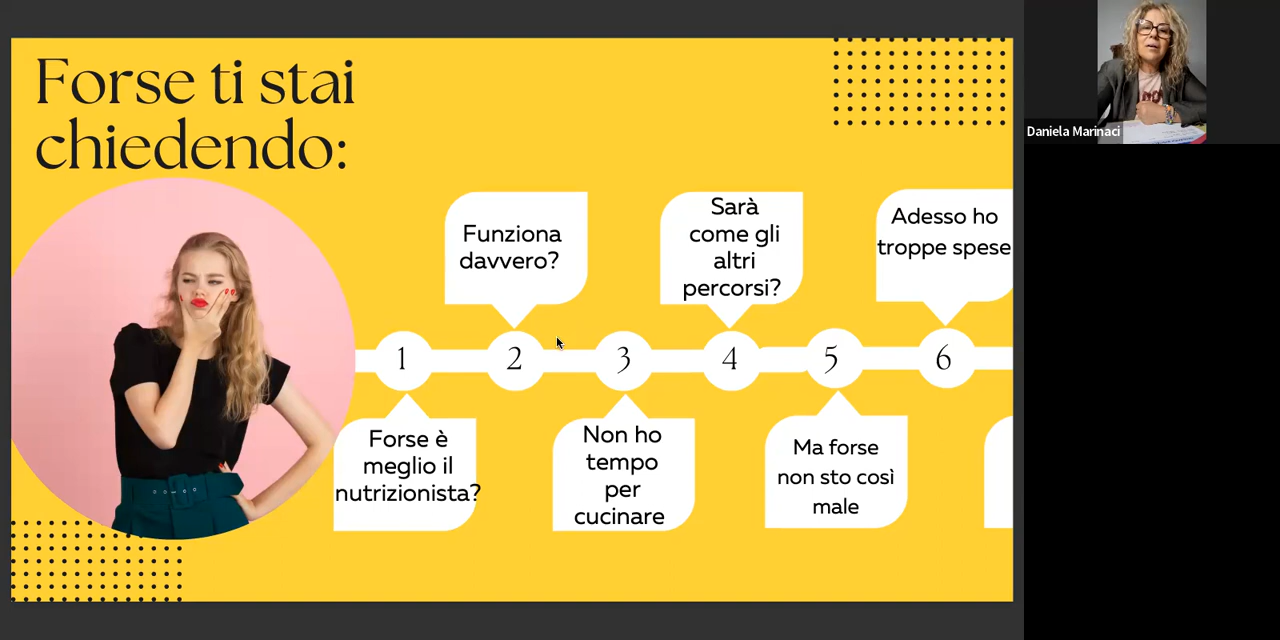 Forse ti stai
chiedendo:
1
Forse è
meglio il
nutrizionista?
2
Funziona
davvero?
3
Non ho
tempo
per
cucinare
4
Sarà
come gli
altri
percorsi?
5
Ma forse
non sto così
male
6
Adesso ho
troppe spese
Daniela Marinaci